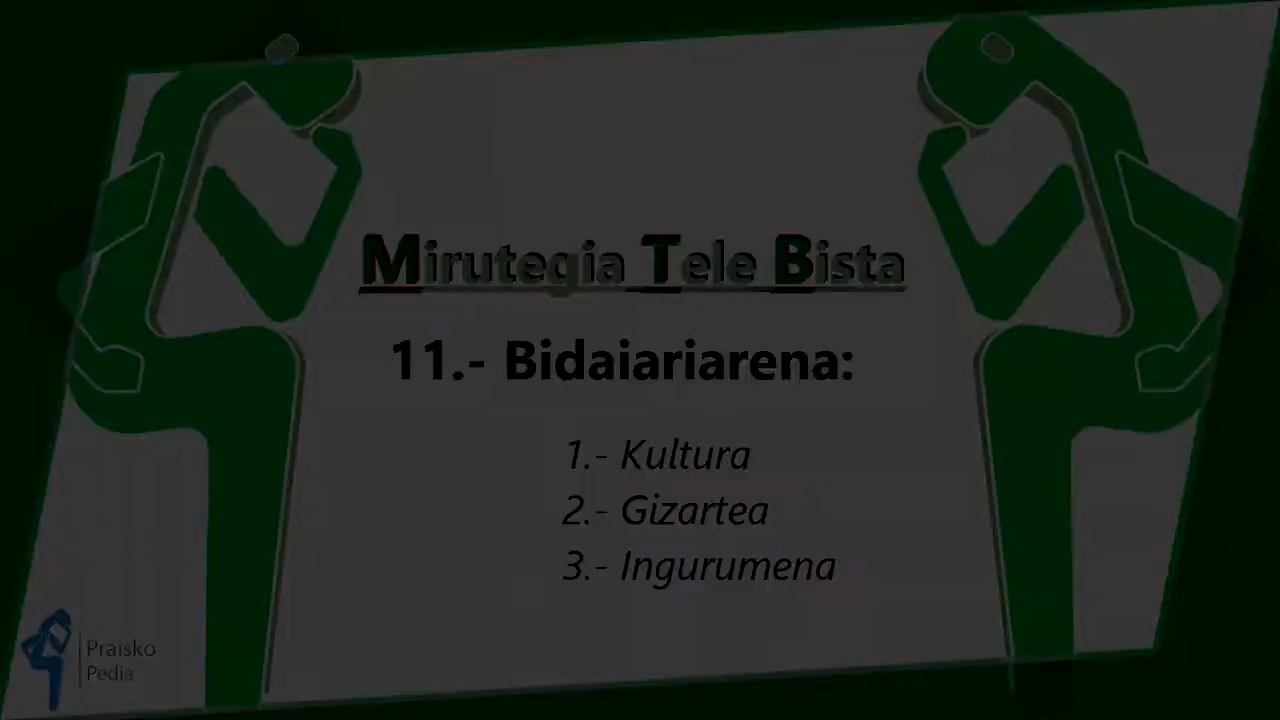 Mirutegia Tele Bista
11.- Bidaiariarena:
1.- Kultura
2.- Gizartea
3.- Ingurumena
Praisko
Pedia